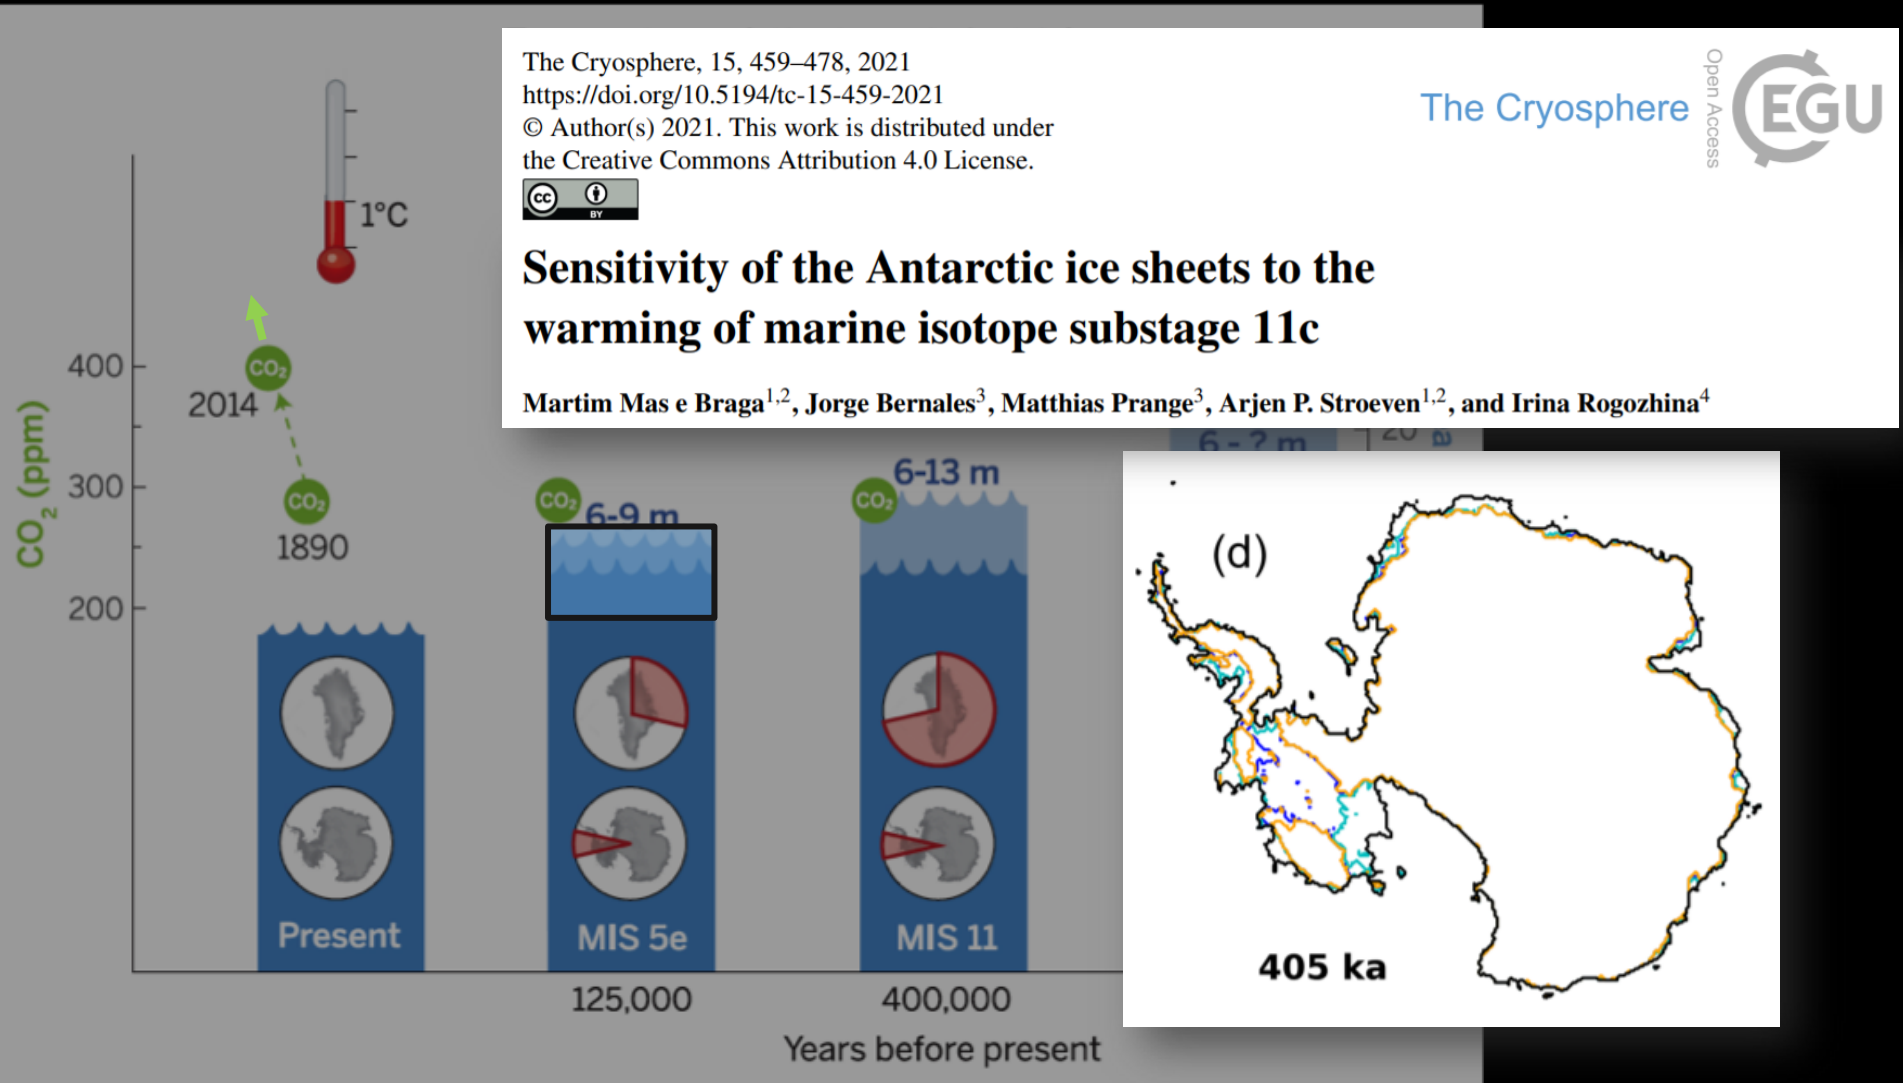 The Cryosphere, 15, 459–478, 2021
https://doi.org/10.5194/tc-15-459-2021
© Author(s) 2021. This work is distributed under
the Creative Commons Attribution 4.0 License.
cc
BY
The Cryosphere
Open Access
EGU
Sensitivity of the Antarctic ice sheets to the
warming of marine isotope substage 11c
Martim Mas e Braga1,2, Jorge Bernales3, Matthias Prange3, Arjen P. Stroeven1,2, and Irina Rogozhina4
1°C
CO2 (ppm)
400
300
200
CO2
2014
CO2
1890
CO2
6-9 m
CO2
6-13 m
6 - ? m
20
Present
MIS 5e
MIS 11
125,000
400,000
Years before present
(d)
405 ka